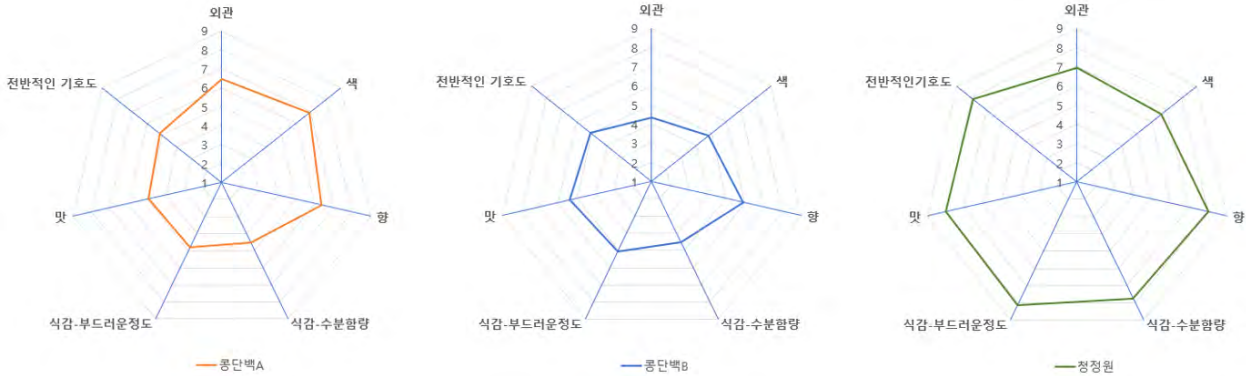 외관
9
8
7
6
5
4
3
2
1
전반적인 기호도
색
맛
향
식감-부드러운정도
식감-수분함량
콩단백A
외관
9
8
7
6
5
4
3
2
1
전반적인 기호도
색
맛
향
식감-부드러운정도
식감-수분함량
콩단백B
외관
9
8
7
6
5
4
3
2
1
전반적인기호도
색
맛
향
식감-부드러운정도
식감-수분함량
청정원